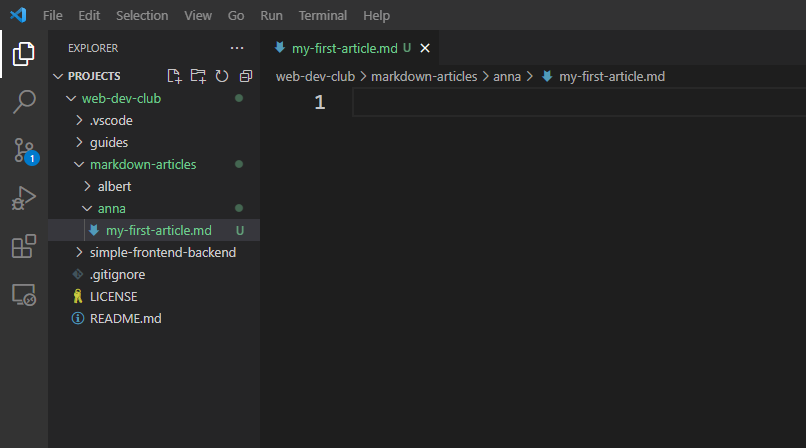 File Edit Selection View Go Run Terminal Help
EXPLORER ···
my-first-article.md U
PROJECTS
web-dev-club > markdown-articles > anna > my-first-article.md
web-dev-club
1
.vscode
guides
1
markdown-articles
albert
anna
my-first-article.md U
simple-frontend-backend
.gitignore
LICENSE
README.md